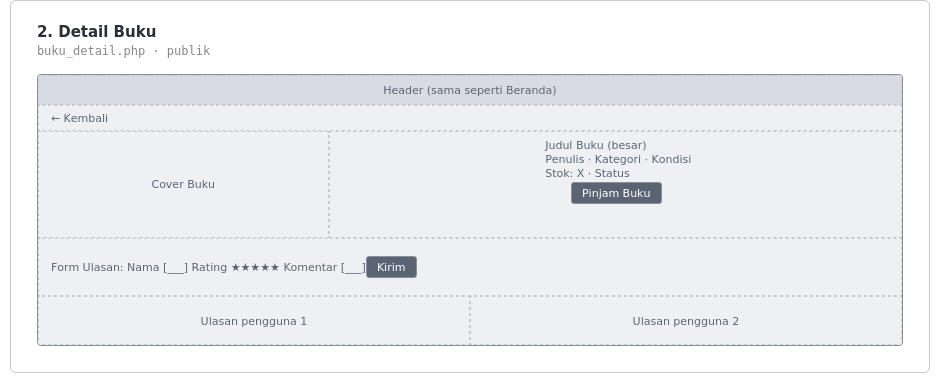 2. Detail Buku
buku_detail.php · publik
Header (sama seperti Beranda)
← Kembali
Cover Buku
Judul Buku (besar)
Penulis · Kategori · Kondisi
Stok: X · Status
Pinjam Buku
Form Ulasan: Nama [___] Rating ★★★★★ Komentar [___] Kirim
Ulasan pengguna 1
Ulasan pengguna 2